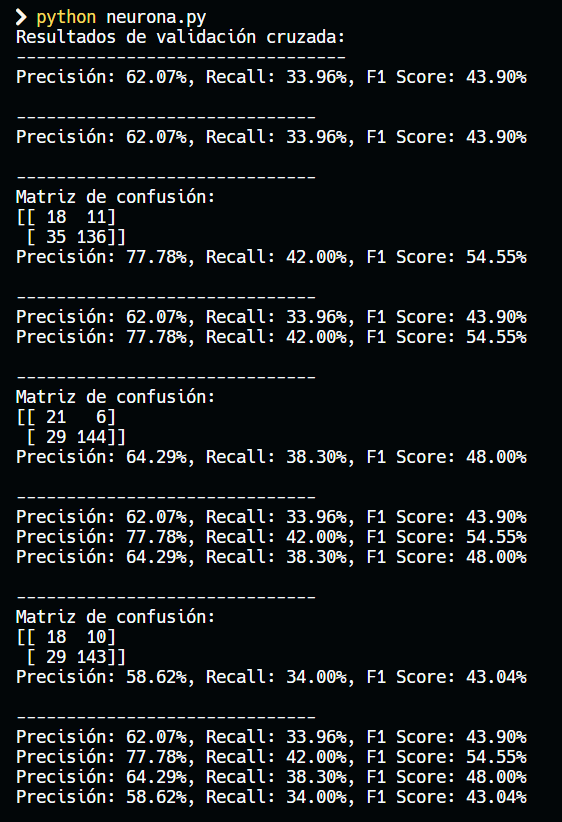 ❯ python neurona.py
Resultados de validación cruzada:
---------------------------------
Precisión: 62.07%, Recall: 33.96%, F1 Score: 43.90%

------------------------------
Precisión: 62.07%, Recall: 33.96%, F1 Score: 43.90%

------------------------------
Matriz de confusión:
[[ 18  11]
 [ 35 136]]
Precisión: 77.78%, Recall: 42.00%, F1 Score: 54.55%

------------------------------
Precisión: 62.07%, Recall: 33.96%, F1 Score: 43.90%
Precisión: 77.78%, Recall: 42.00%, F1 Score: 54.55%

------------------------------
Matriz de confusión:
[[ 21   6]
 [ 29 144]]
Precisión: 64.29%, Recall: 38.30%, F1 Score: 48.00%

------------------------------
Precisión: 62.07%, Recall: 33.96%, F1 Score: 43.90%
Precisión: 77.78%, Recall: 42.00%, F1 Score: 54.55%
Precisión: 64.29%, Recall: 38.30%, F1 Score: 48.00%

------------------------------
Matriz de confusión:
[[ 18  10]
 [ 29 143]]
Precisión: 58.62%, Recall: 34.00%, F1 Score: 43.04%

------------------------------
Precisión: 62.07%, Recall: 33.96%, F1 Score: 43.90%
Precisión: 77.78%, Recall: 42.00%, F1 Score: 54.55%
Precisión: 64.29%, Recall: 38.30%, F1 Score: 48.00%
Precisión: 58.62%, Recall: 34.00%, F1 Score: 43.04%